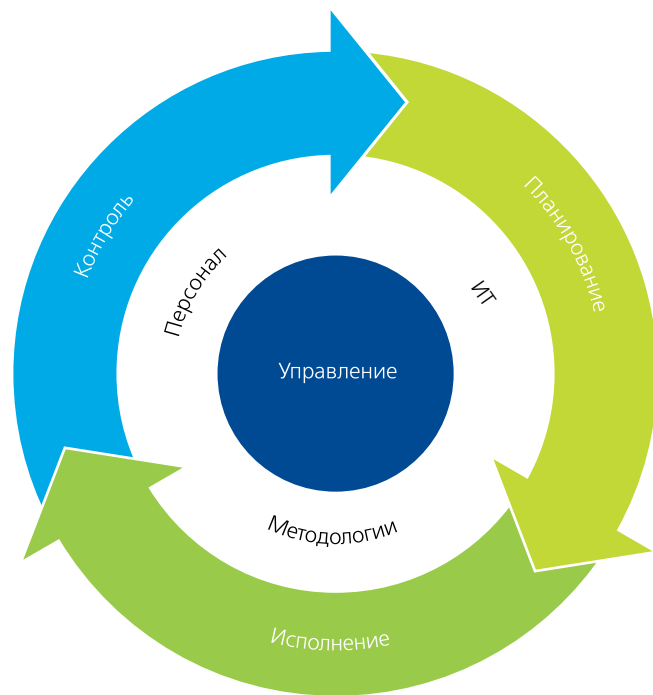 Контроль
Планирование
Персонал
ИТ
Управление
Методологии
Исполнение